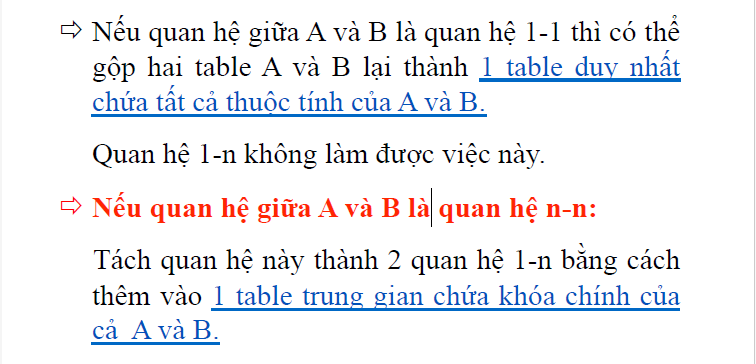 ⇨ Nếu quan hệ giữa A và B là quan hệ 1-1 thì có thể
gộp hai table A và B lại thành 1 table duy nhất
chứa tất cả thuộc tính của A và B.
Quan hệ 1-n không làm được việc này.
⇨ Nếu quan hệ giữa A và B là quan hệ n-n:
Tách quan hệ này thành 2 quan hệ 1-n bằng cách
thêm vào 1 table trung gian chứa khóa chính của
cả A và B.